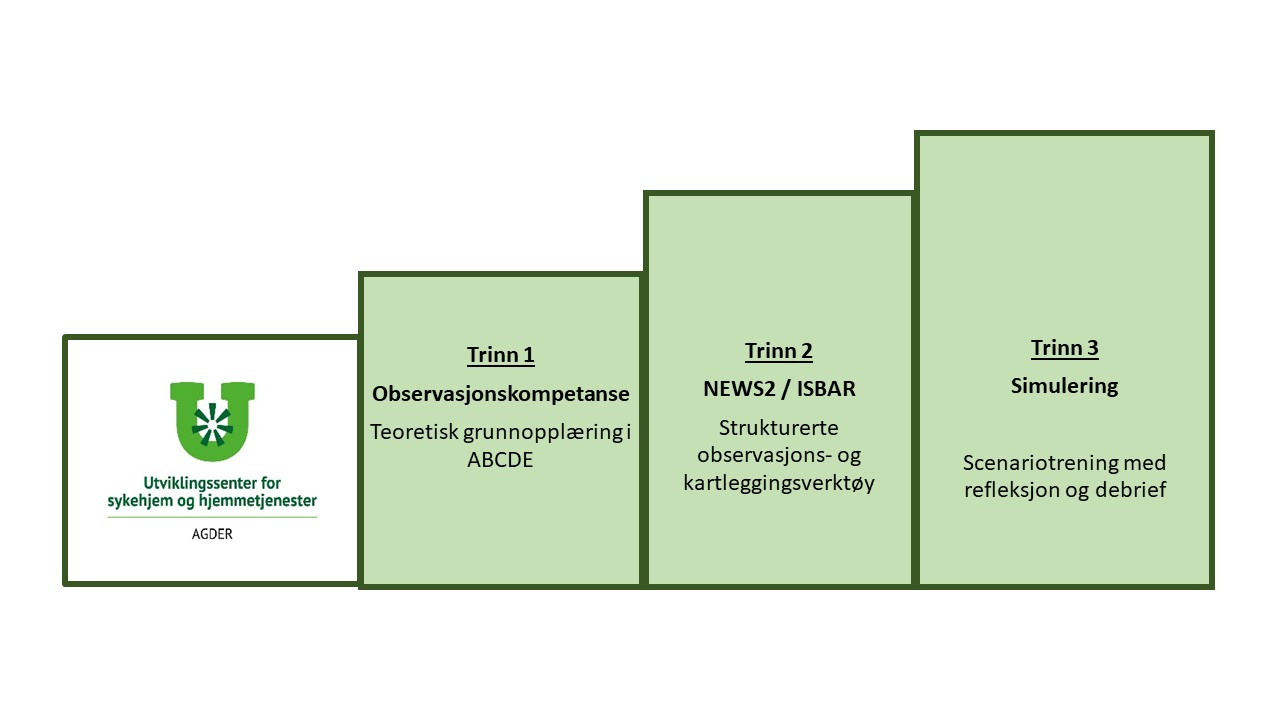 Utviklingssenter for
sykehjem og hjemmetjenester
AGDER
Trinn 1
Observasjonskompetanse
Teoretisk grunnopplæring i
ABCDE
Trinn 2
NEWS2 / ISBAR
Strukturerte
observasjons- og
kartleggingsverktøy
Trinn 3
Simulering
Scenariotrening med
refleksjon og debrief